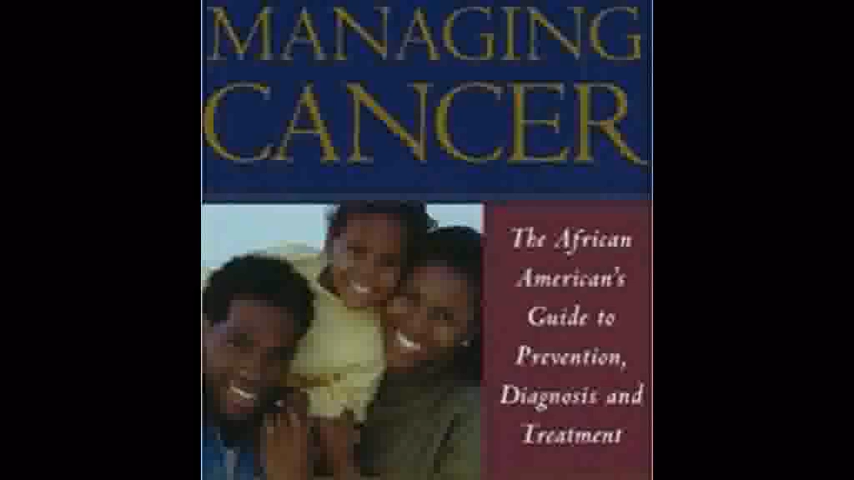 MANAGING
CANCER
The African
American's
Guide to
Prevention,
Diagnosis and
Treatment